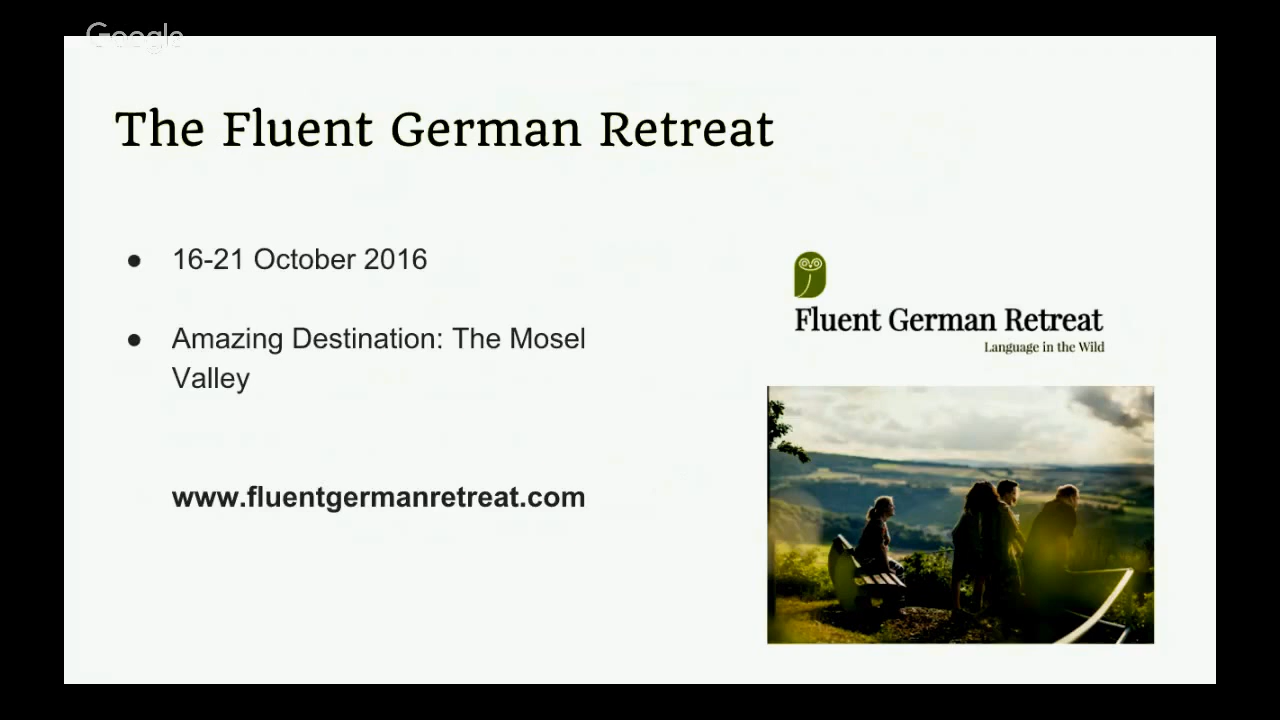 Google
The Fluent German Retreat
● 16-21 October 2016
● Amazing Destination: The Mosel
Valley
www.fluentgermanretreat.com
Fluent German Retreat
Language in the Wild